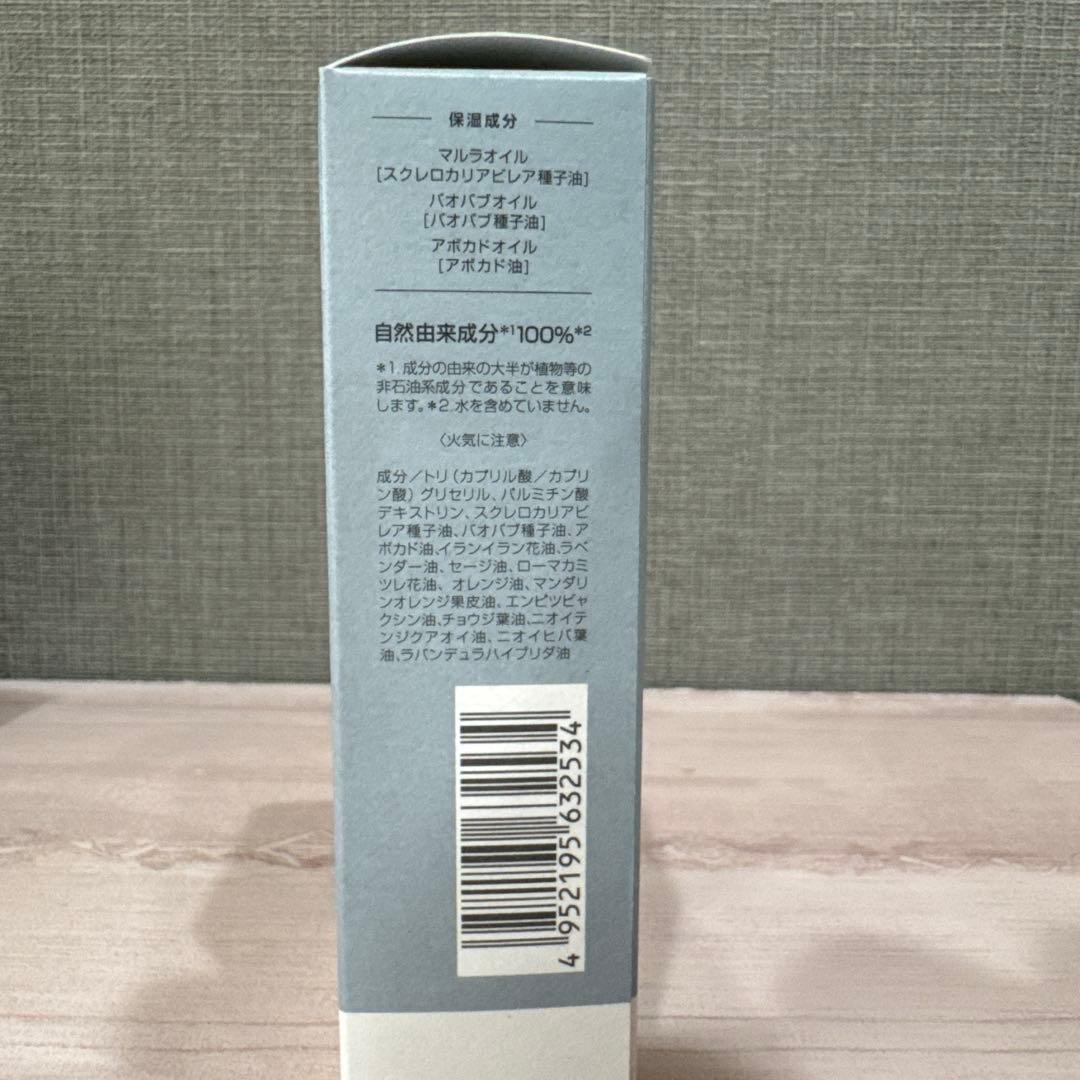 保湿成分
マルラオイル
[スクレロカリアビレア種子油]
バオバブオイル
[バオバブ種子油]
アボカドオイル
[アボカド油]
自然由来成分*1100%*2
*1.成分の由来の大半が植物等の
非石油系成分であることを意味
します。*2.水を含めていません。
〈火気に注意〉
成分/トリ(カプリル酸/カプリ
ン酸)グリセリル、パルミチン酸
デキストリン、スクレロカリアビ
レア種子油、バオバブ種子油、ア
ボカド油、イランイラン花油、ラベ
ンダー油、セージ油、ローマカミ
ツレ花油、オレンジ油、マンダリ
ンオレンジ果皮油、エンピツビャ
クシン油、チョウジ葉油、ニオイテ
ンジクアオイ油、ニオイヒバ葉
油、ラバンデュラハイブリダ油
4 952195 632534